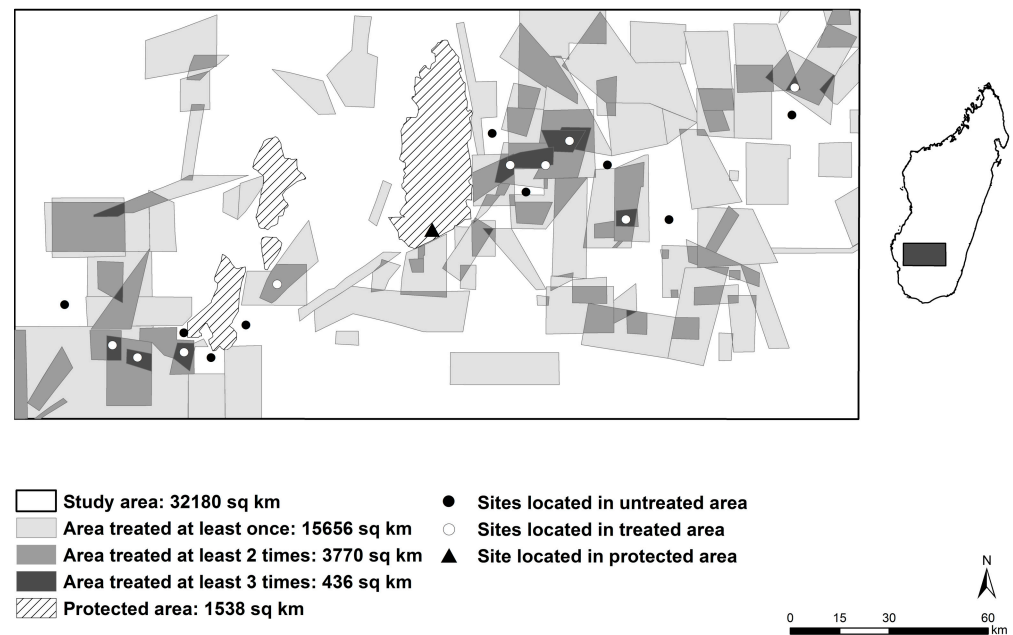 Study area: 32180 sq km
Area treated at least once: 15656 sq km
Area treated at least 2 times: 3770 sq km
Area treated at least 3 times: 436 sq km
Protected area: 1538 sq km
Sites located in untreated area
Sites located in treated area
Site located in protected area
N
0 15 30 60
km